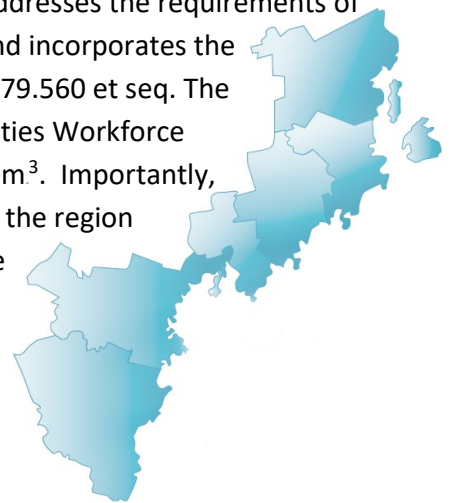 ddresses the requirements of
nd incorporates the
79.560 et seq. The
ties Workforce
m³. Importantly,
the region
e